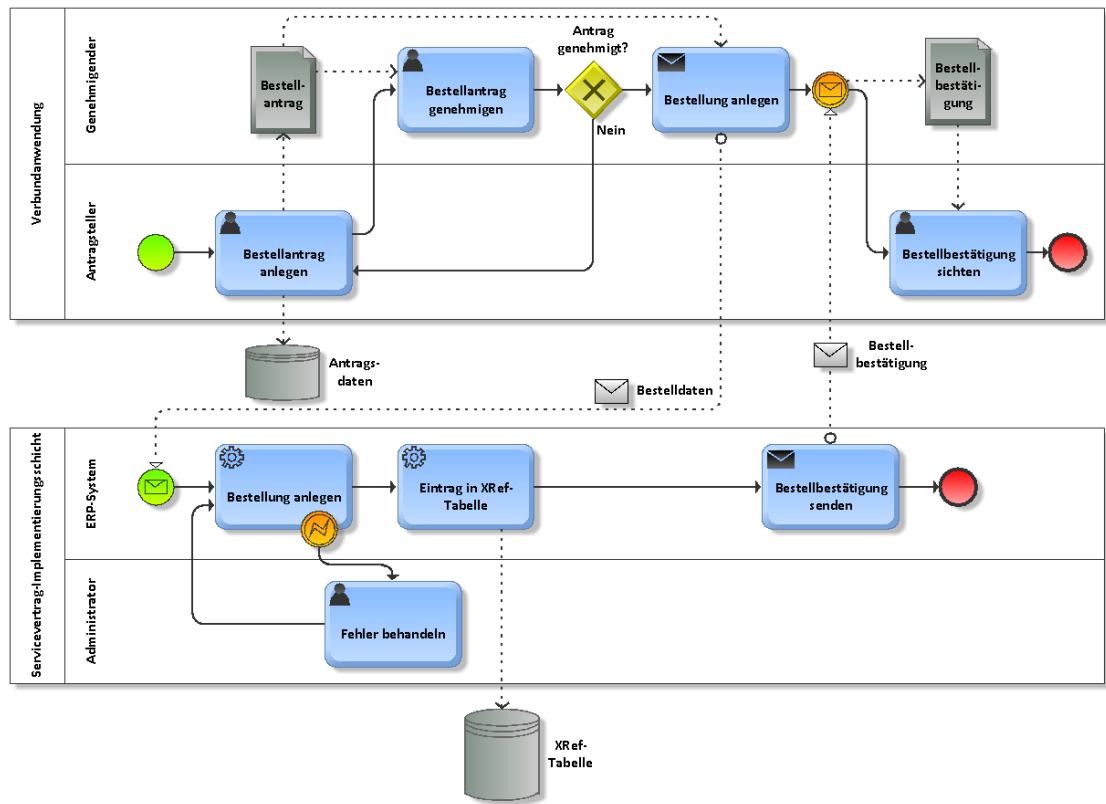 Verbundanwendung
Genehmigender
Bestell-
antrag
Bestellantrag
genehmigen
Antrag
genehmigt?
Nein
Bestellung anlegen
Bestell-
bestätigung
Antragsteller
Bestellantrag
anlegen
Bestellbestätigung
sichten
Antrags-
daten
Bestelldaten
Bestell-
bestätigung
Servicevertrag-Implementierungsschicht
ERP-System
Bestellung anlegen
Eintrag in XRef-
Tabelle
Bestellbestätigung
senden
Administrator
Fehler behandeln
XRef-
Tabelle